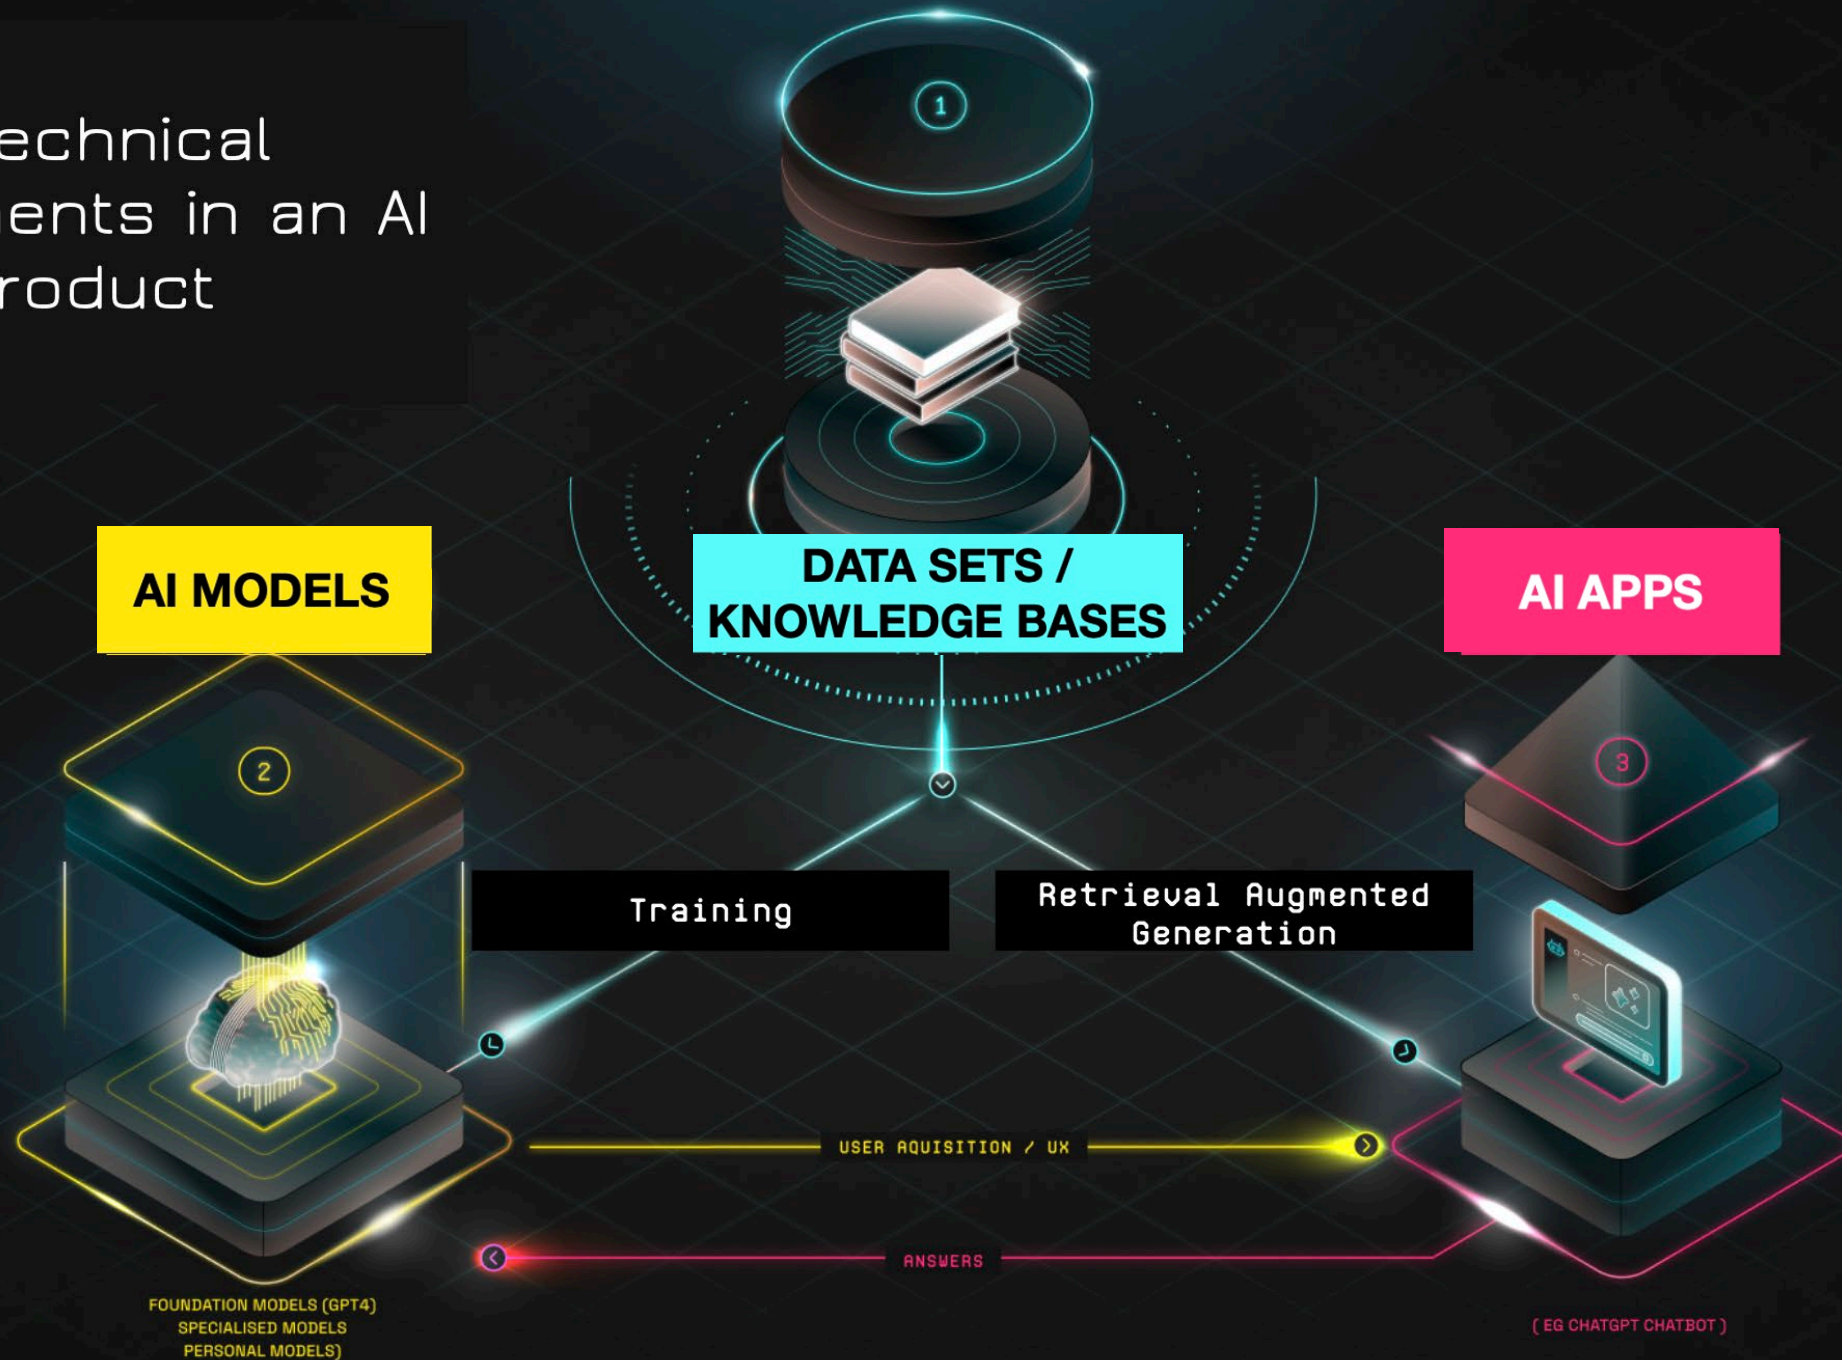 echnical
ents in an AI
roduct
1
AI MODELS
DATA SETS /
KNOWLEDGE BASES
AI APPS
2
3
Training
Retrieval Augmented
Generation
USER AQUISITION / UX
ANSWERS
FOUNDATION MODELS (GPT4)
SPECIALISED MODELS
PERSONAL MODELS)
( EG CHATGPT CHATBOT )